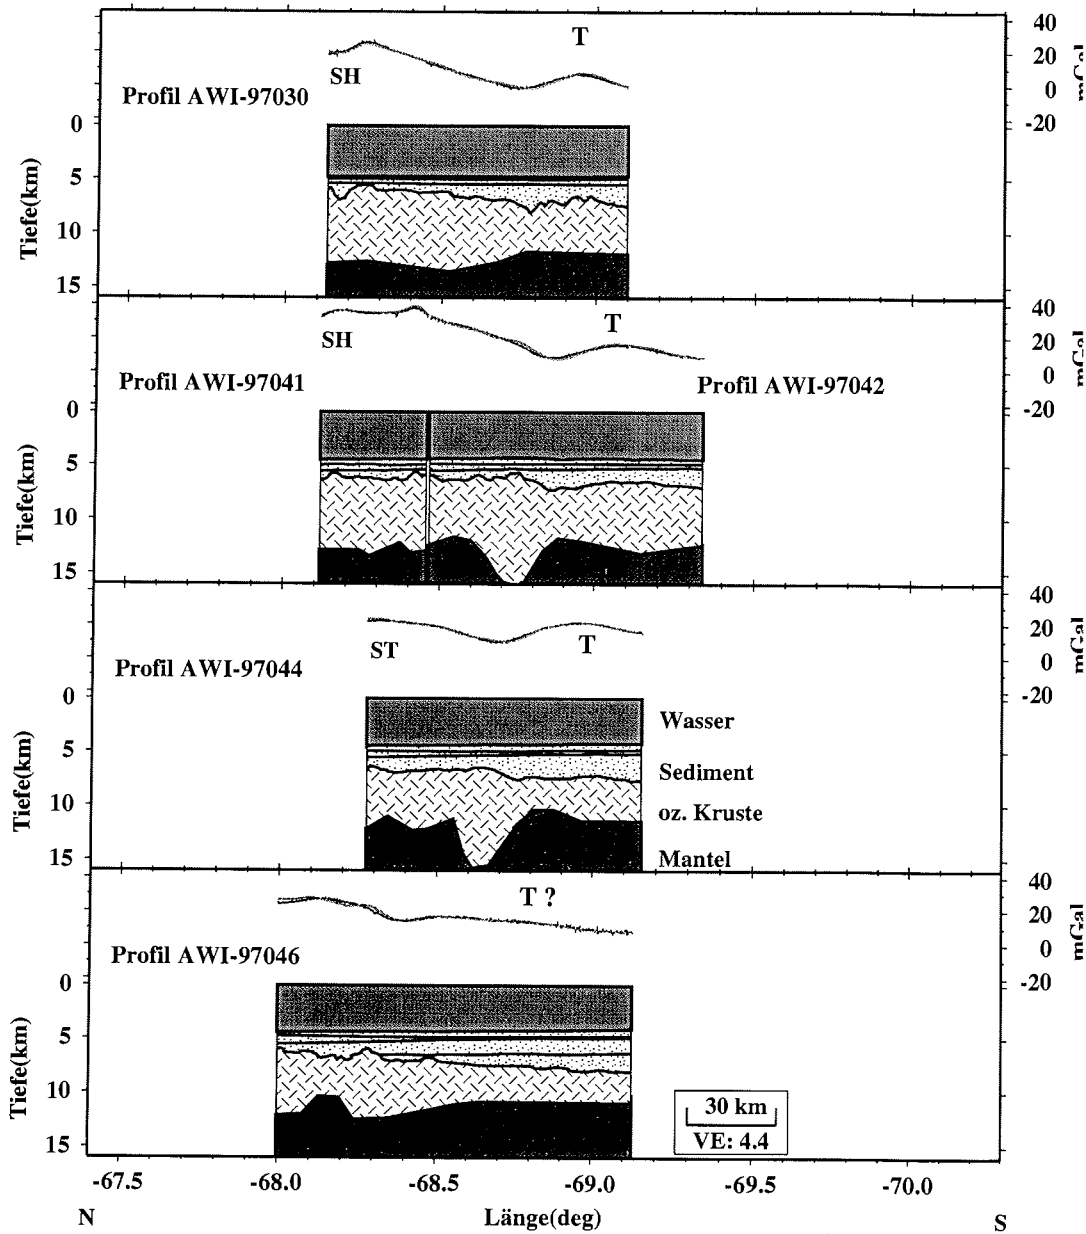 40
T
20
SH
0
mGal
Profil AWI-97030
0
-20
5
Tiefe(km)
10
15
40
SH
T
20
0
mGal
Profil AWI-97041
Profil AWI-97042
0
-20
5
Tiefe(km)
10
15
40
20
ST
T
0
mGal
Profil AWI-97044
0
-20
Wasser
5
Tiefe(km)
Sediment
10
oz. Kruste
15
Mantel
40
T ?
20
0
mGal
Profil AWI-97046
0
-20
5
Tiefe(km)
10
30 km
VE: 4.4
15
-67.5 -68.0 -68.5 -69.0 -69.5 -70.0
N Länge(deg) S